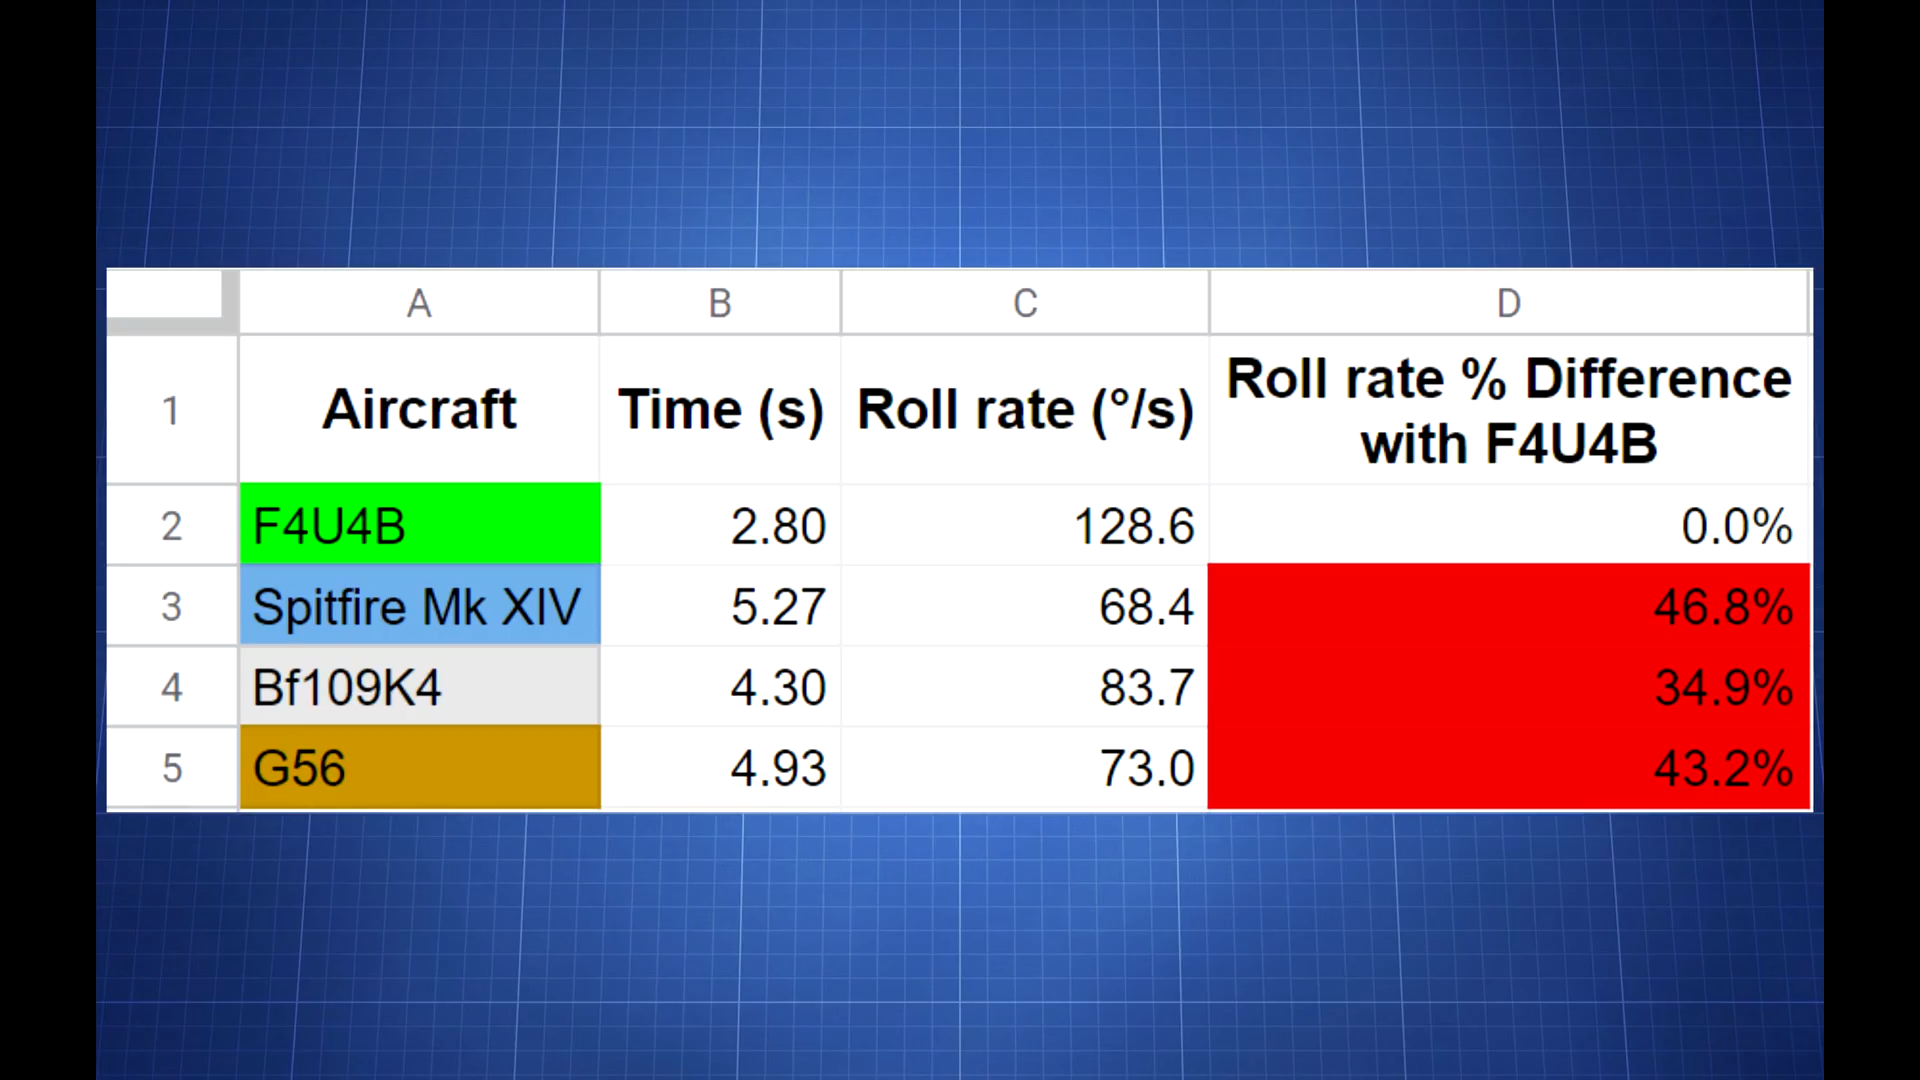 A B C D
1 Aircraft Time (s) Roll rate (°/s) Roll rate % Difference
with F4U4B
2 F4U4B 2.80 128.6 0.0%
3 Spitfire Mk XIV 5.27 68.4 46.8%
4 Bf109K4 4.30 83.7 34.9%
5 G56 4.93 73.0 43.2%